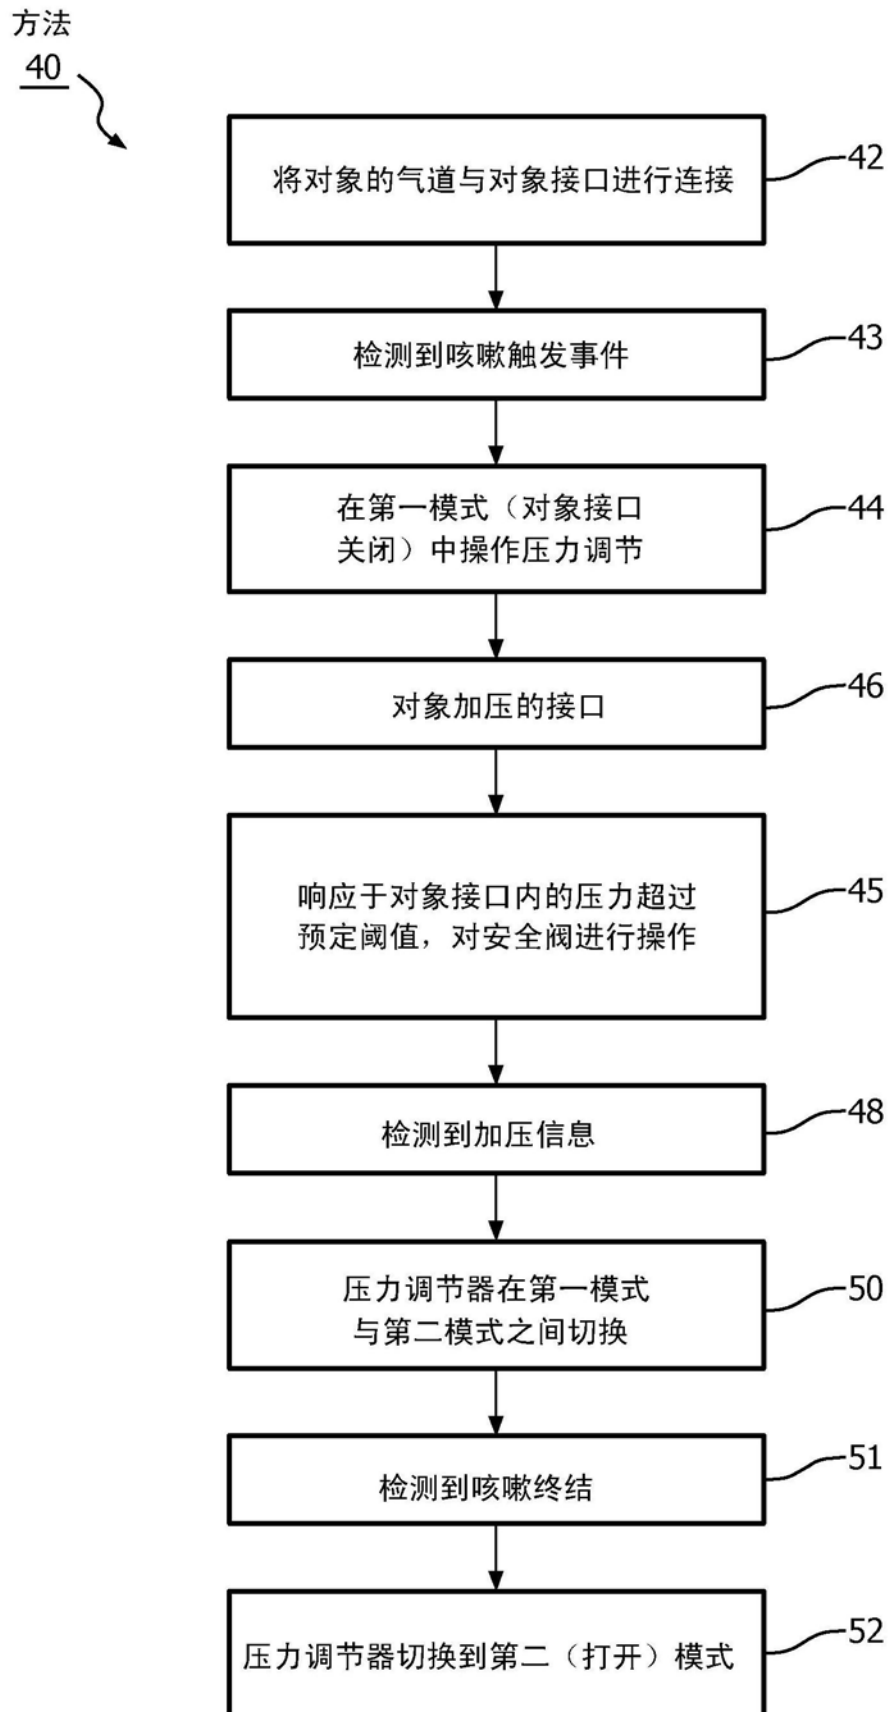 方法
40
将对象的气道与对象接口进行连接
42
检测到咳嗽触发事件
43
在第一模式（对象接口
关闭）中操作压力调节
44
对象加压的接口
46
响应于对象接口内的压力超过
预定阈值，对安全阀进行操作
45
检测到加压信息
48
压力调节器在第一模式
与第二模式之间切换
50
检测到咳嗽终结
51
压力调节器切换到第二（打开）模式
52